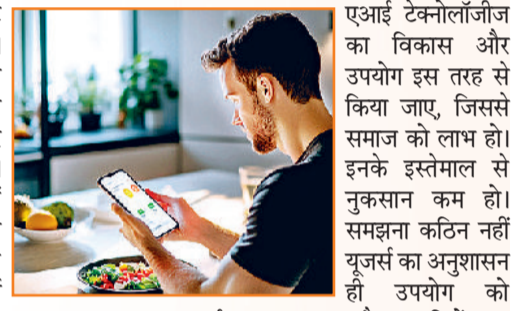 एआई टेक्नोलॉजीज
का विकास और
उपयोग इस तरह से
किया जाए, जिससे
समाज को लाभ हो।
इनके इस्तेमाल से
नुकसान कम हो।
समझना कठिन नहीं
यूजर्स का अनुशासन
ही उपयोग को